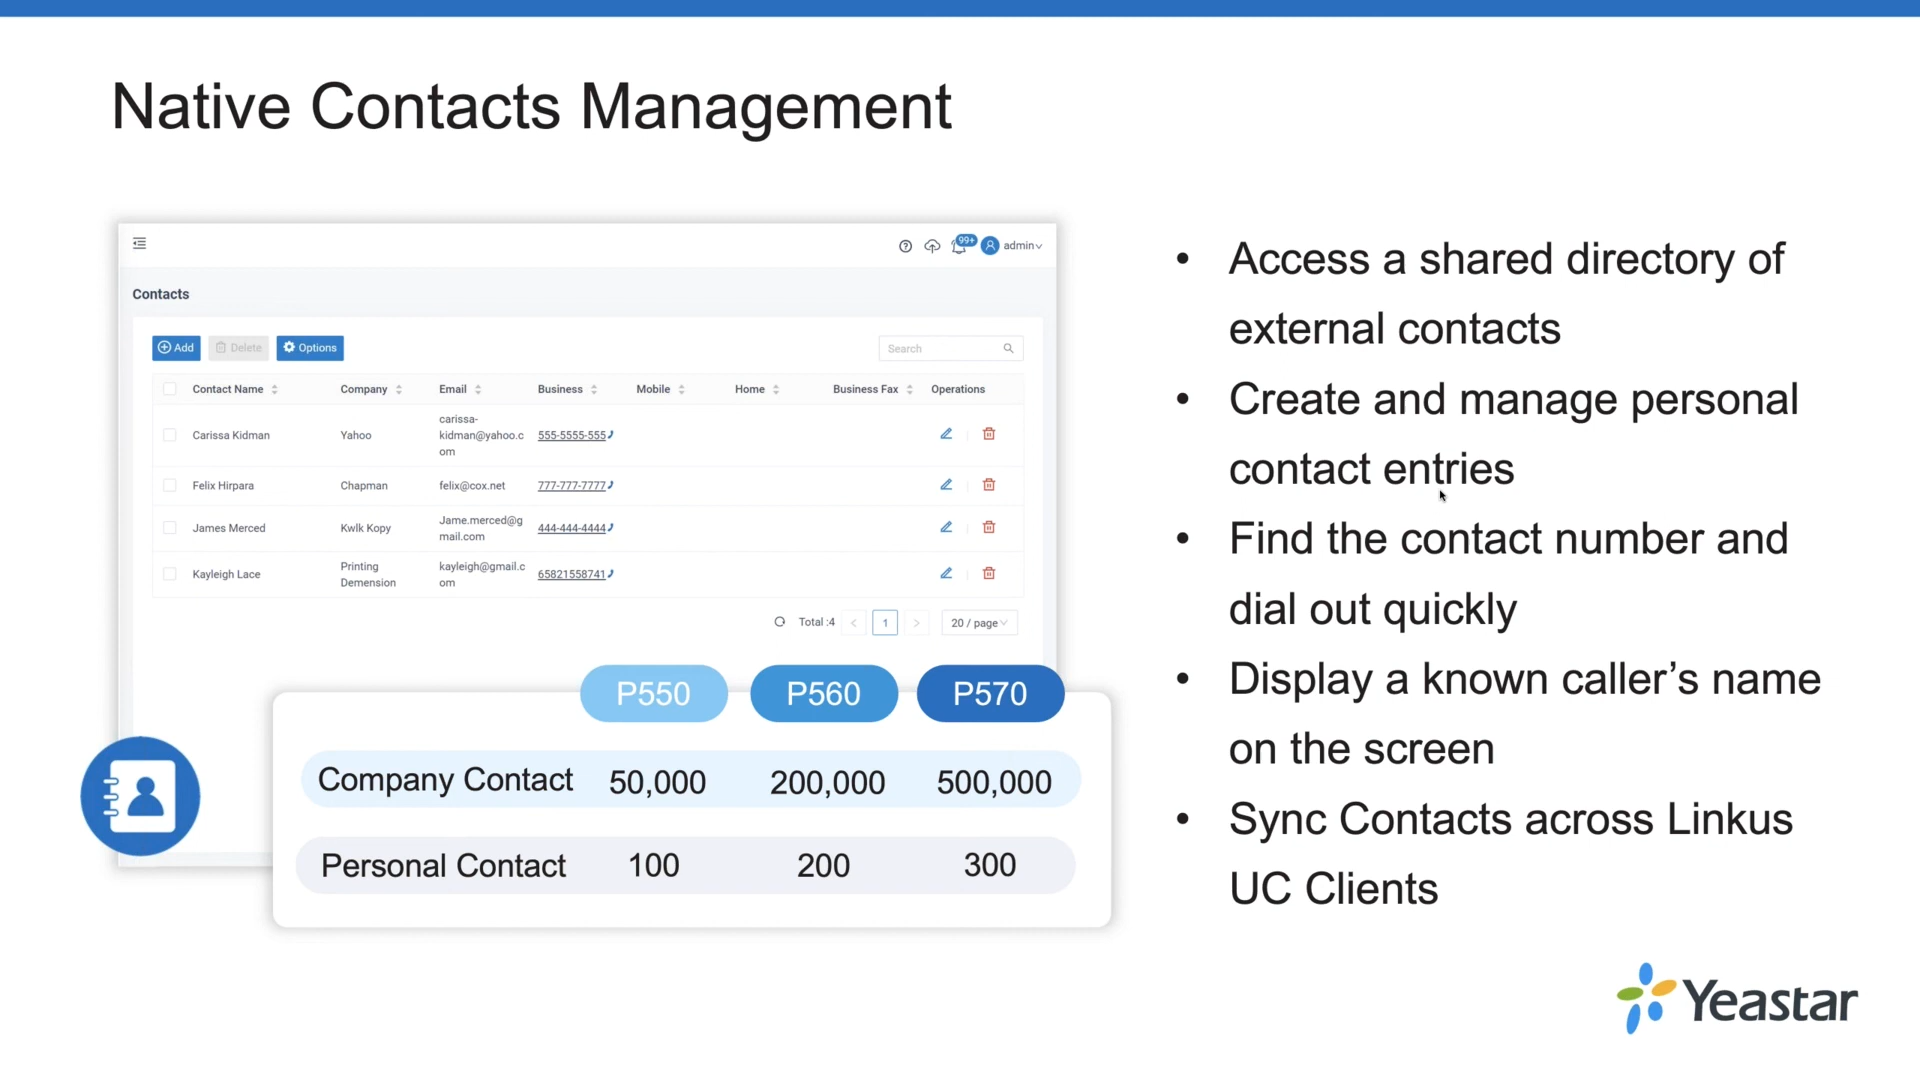 Native Contacts Management
99+
admin
Contacts
Add Delete Options Search
Contact Name Company Email Business Mobile Home Business Fax Operations
Carissa Kidman Yahoo carissa-
kidman@yahoo.c
om 555-5555-555
Felix Hirpara Chapman felix@cox.net 777-777-7777
James Merced Kwlk Kopy Jame.merced@g
mail.com 444-444-4444
Kayleigh Lace Printing
Demension kayleigh@gmail.c
om 65821558741
Total :4 < 1 > 20 / page
P550 P560 P570
Company Contact 50,000 200,000 500,000
Personal Contact 100 200 300
• Access a shared directory of
external contacts
• Create and manage personal
contact entries
• Find the contact number and
dial out quickly
• Display a known caller’s name
on the screen
• Sync Contacts across Linkus
UC Clients
Yeastar